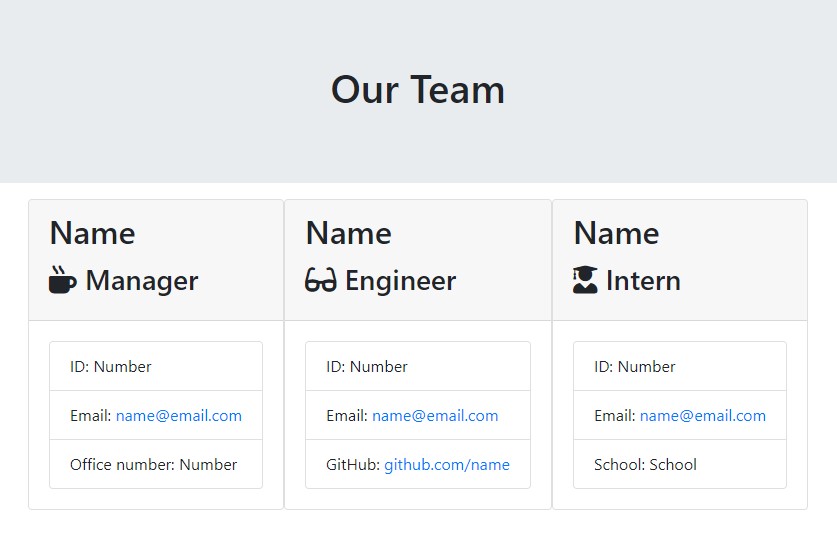 Our Team
Name
Manager
ID: Number
Email: name@email.com
Office number: Number
Name
Engineer
ID: Number
Email: name@email.com
GitHub: github.com/name
Name
Intern
ID: Number
Email: name@email.com
School: School